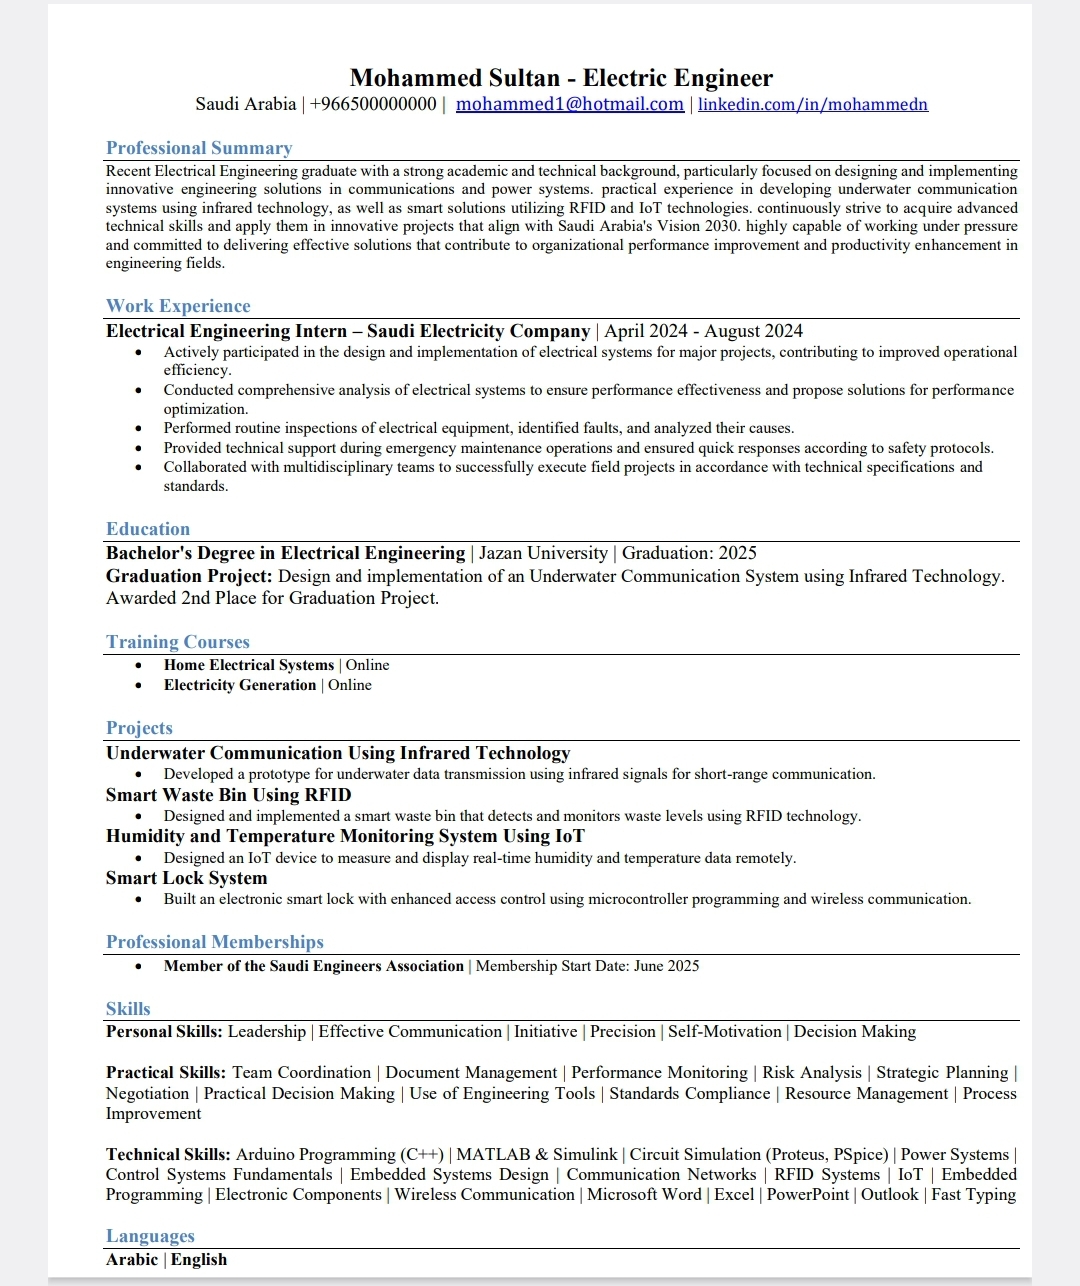 Mohammed Sultan - Electric Engineer
Saudi Arabia | +966500000000 | mohammed1@hotmail.com | linkedin.com/in/mohammedn
Professional Summary
Recent Electrical Engineering graduate with a strong academic and technical background, particularly focused on designing and implementing
innovative engineering solutions in communications and power systems. practical experience in developing underwater communication
systems using infrared technology, as well as smart solutions utilizing RFID and IoT technologies. continuously strive to acquire advanced
technical skills and apply them in innovative projects that align with Saudi Arabia's Vision 2030. highly capable of working under pressure
and committed to delivering effective solutions that contribute to organizational performance improvement and productivity enhancement in
engineering fields.
Work Experience
Electrical Engineering Intern – Saudi Electricity Company | April 2024 - August 2024
• Actively participated in the design and implementation of electrical systems for major projects, contributing to improved operational
efficiency.
• Conducted comprehensive analysis of electrical systems to ensure performance effectiveness and propose solutions for performance
optimization.
• Performed routine inspections of electrical equipment, identified faults, and analyzed their causes.
• Provided technical support during emergency maintenance operations and ensured quick responses according to safety protocols.
• Collaborated with multidisciplinary teams to successfully execute field projects in accordance with technical specifications and
standards.
Education
Bachelor's Degree in Electrical Engineering | Jazan University | Graduation: 2025
Graduation Project: Design and implementation of an Underwater Communication System using Infrared Technology.
Awarded 2nd Place for Graduation Project.
Training Courses
• Home Electrical Systems | Online
• Electricity Generation | Online
Projects
Underwater Communication Using Infrared Technology
• Developed a prototype for underwater data transmission using infrared signals for short-range communication.
Smart Waste Bin Using RFID
• Designed and implemented a smart waste bin that detects and monitors waste levels using RFID technology.
Humidity and Temperature Monitoring System Using IoT
• Designed an IoT device to measure and display real-time humidity and temperature data remotely.
Smart Lock System
• Built an electronic smart lock with enhanced access control using microcontroller programming and wireless communication.
Professional Memberships
• Member of the Saudi Engineers Association | Membership Start Date: June 2025
Skills
Personal Skills: Leadership | Effective Communication | Initiative | Precision | Self-Motivation | Decision Making
Practical Skills: Team Coordination | Document Management | Performance Monitoring | Risk Analysis | Strategic Planning |
Negotiation | Practical Decision Making | Use of Engineering Tools | Standards Compliance | Resource Management | Process
Improvement
Technical Skills: Arduino Programming (C++) | MATLAB & Simulink | Circuit Simulation (Proteus, PSpice) | Power Systems |
Control Systems Fundamentals | Embedded Systems Design | Communication Networks | RFID Systems | IoT | Embedded
Programming | Electronic Components | Wireless Communication | Microsoft Word | Excel | PowerPoint | Outlook | Fast Typing
Languages
Arabic | English